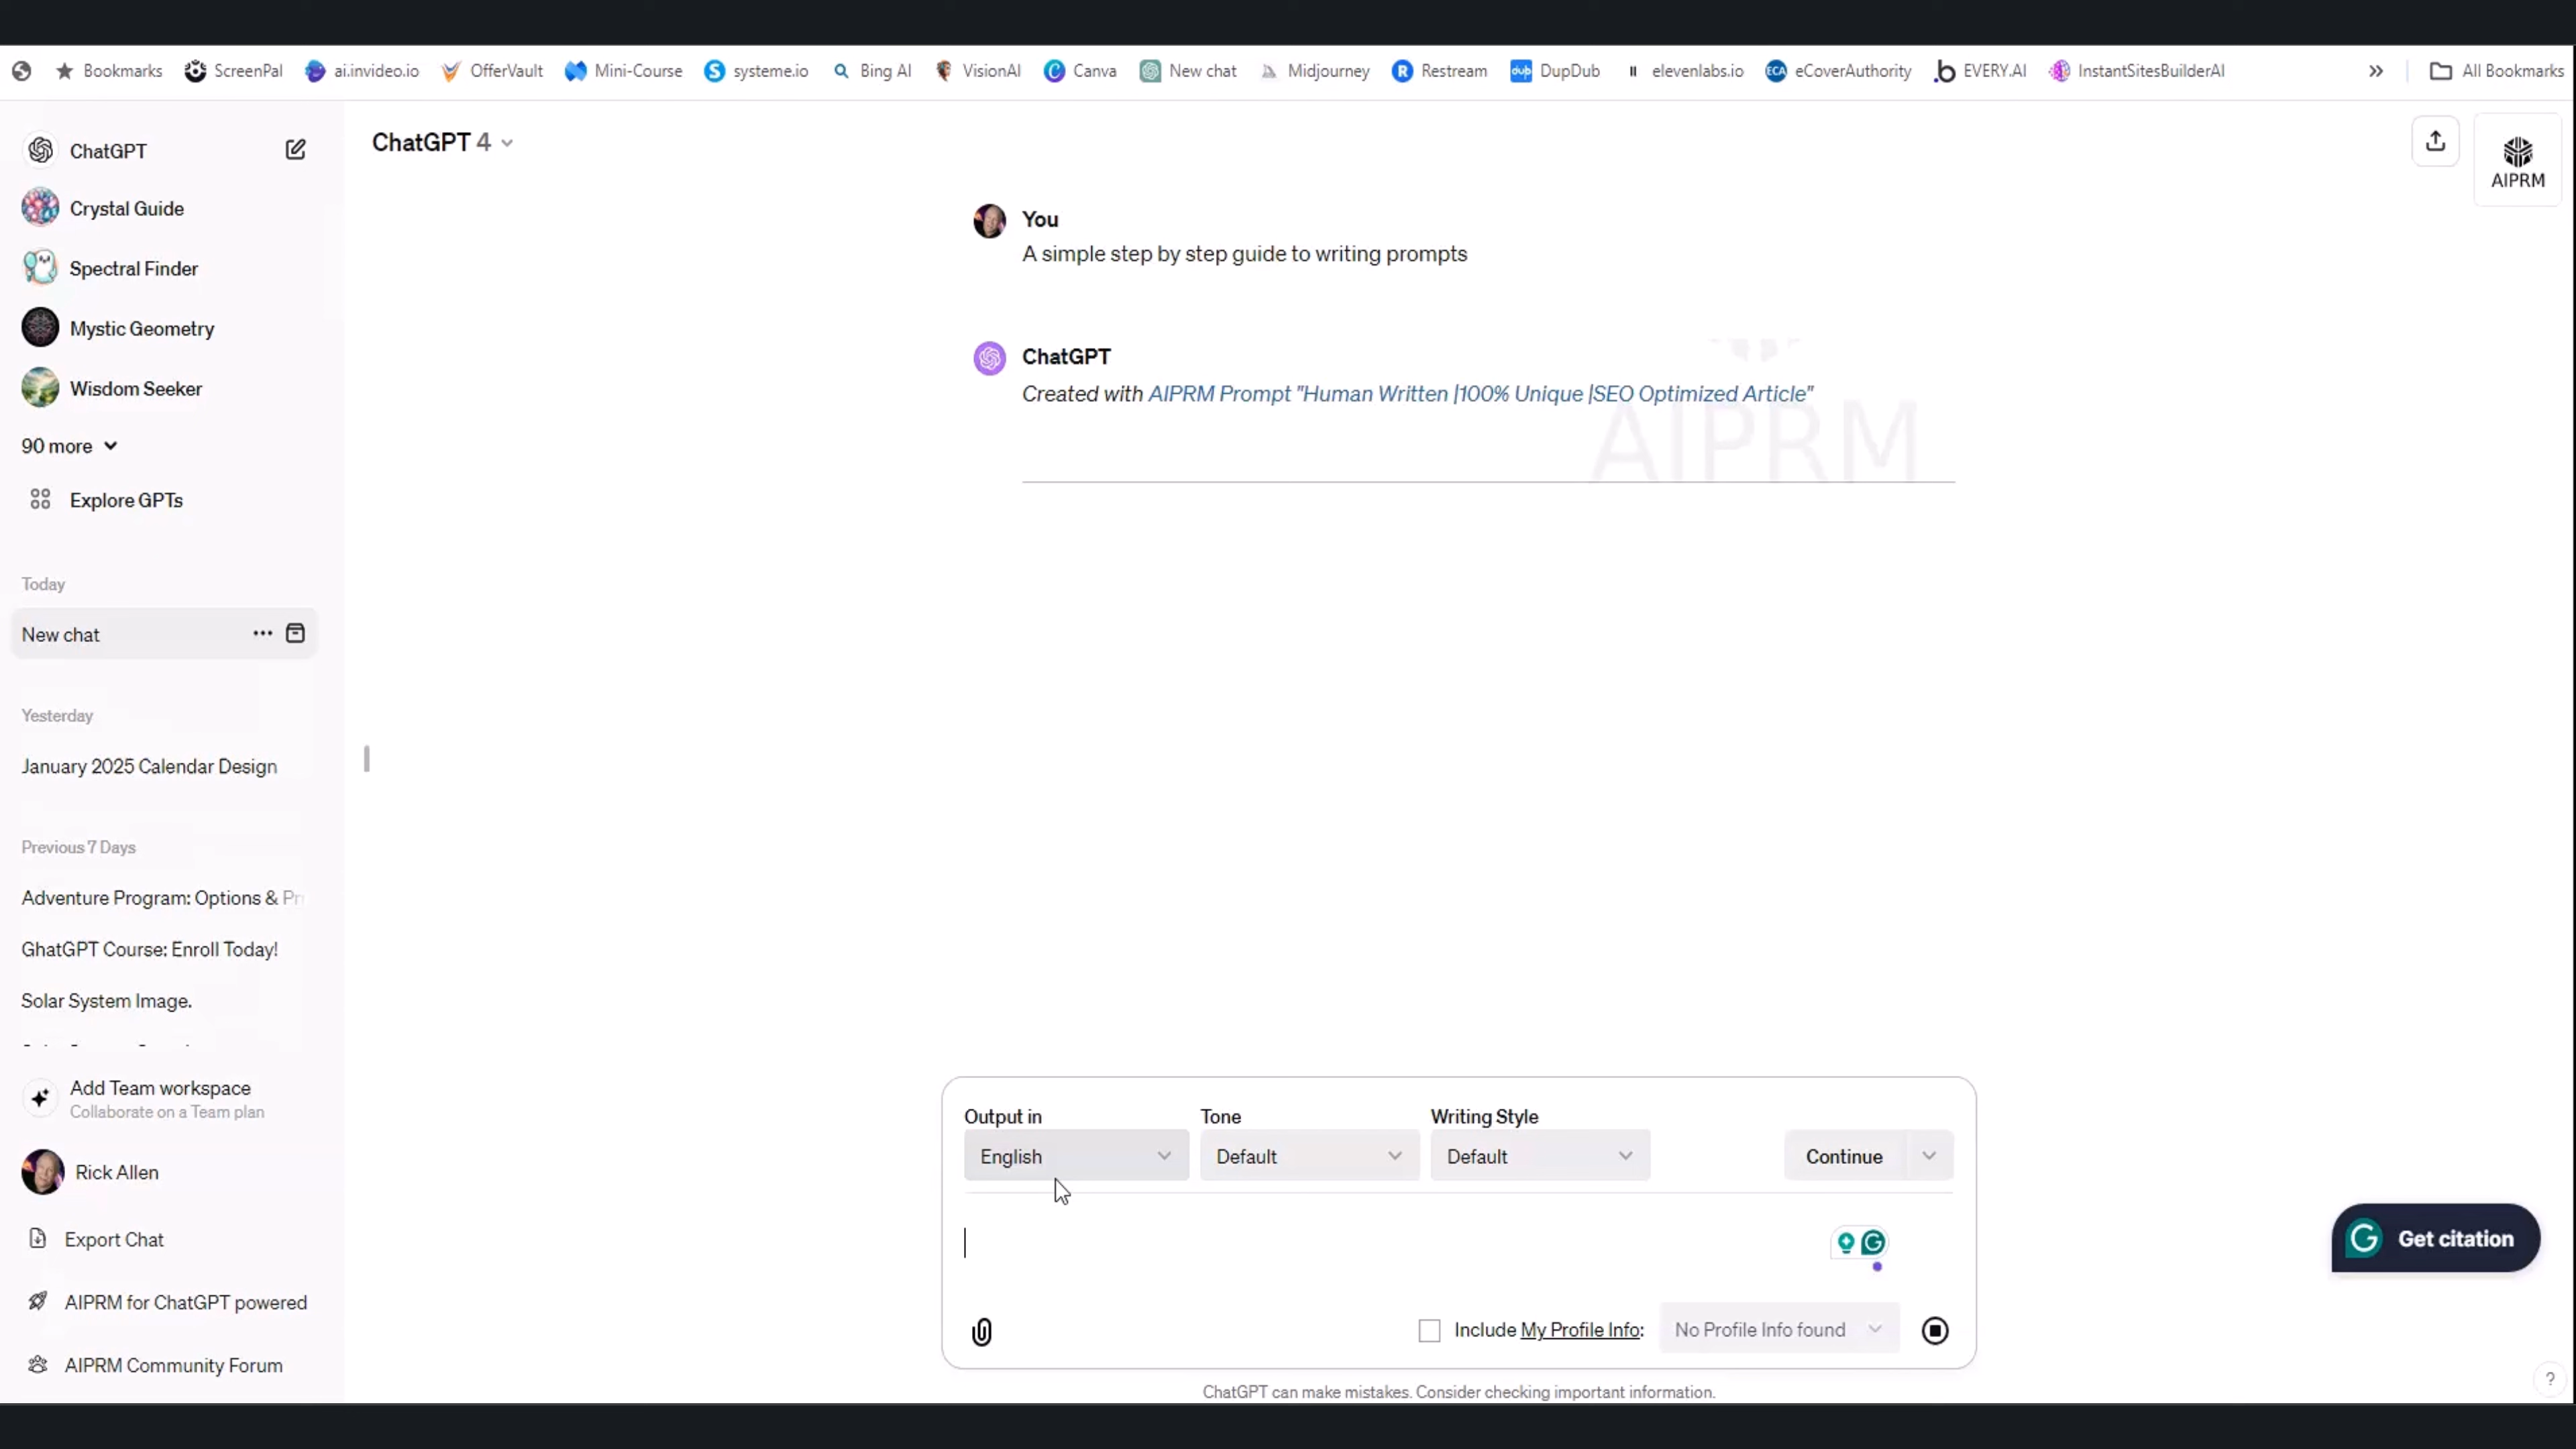 Bookmarks ScreenPal ai.invideo.io OfferVault Mini-Course systeme.io Bing AI VisionAI Canva New chat Midjourney Restream DupDub elevenlabs.io eCoverAuthority EVERY.AI InstantSitesBuilderAI » All Bookmarks
ChatGPT
Crystal Guide
Spectral Finder
Mystic Geometry
Wisdom Seeker
90 more
Explore GPTs
Today
New chat
Yesterday
January 2025 Calendar Design
Previous 7 Days
Adventure Program: Options & Pr
GhatGPT Course: Enroll Today!
Solar System Image.
Add Team workspace
Collaborate on a Team plan
Rick Allen
Export Chat
AIPRM for ChatGPT powered
AIPRM Community Forum
ChatGPT 4
AIPRM
You
A simple step by step guide to writing prompts
ChatGPT
Created with AIPRM Prompt "Human Written |100% Unique |SEO Optimized Article"
AIPRM
Output in Tone Writing Style
English Default Default Continue
Include My Profile Info: No Profile Info found
ChatGPT can make mistakes. Consider checking important information.
Get citation
?